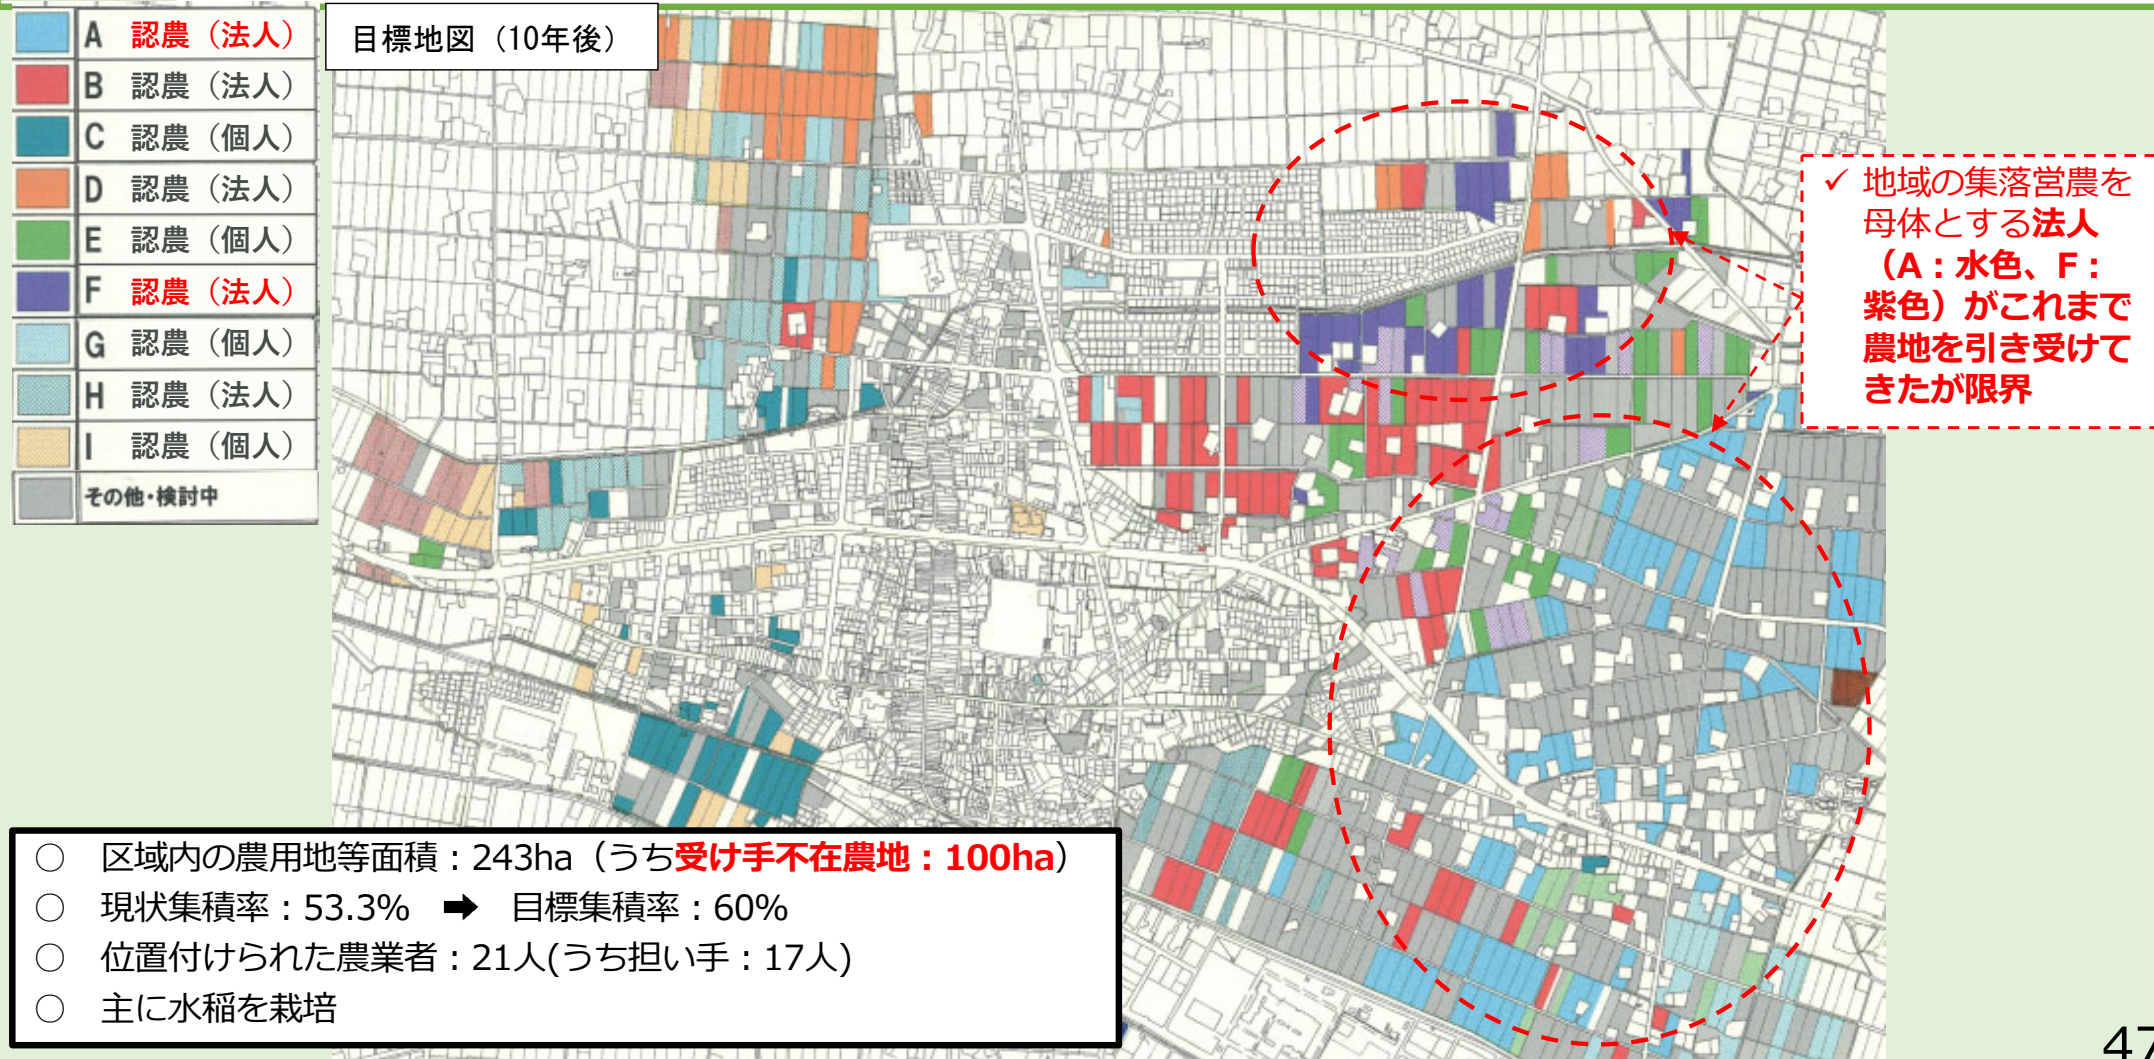 目標地図（10年後）
A 認農（法人）
B 認農（法人）
C 認農（個人）
D 認農（法人）
E 認農（個人）
F 認農（法人）
G 認農（個人）
H 認農（法人）
I 認農（個人）
その他・検討中
✓ 地域の集落営農を
母体とする法人
（A：水色、F：
紫色）がこれまで
農地を引き受けて
きたが限界
○ 区域内の農用地等面積：243ha（うち受け手不在農地：100ha）
○ 現状集積率：53.3% ➡ 目標集積率：60%
○ 位置付けられた農業者：21人(うち担い手：17人)
○ 主に水稲を栽培
47